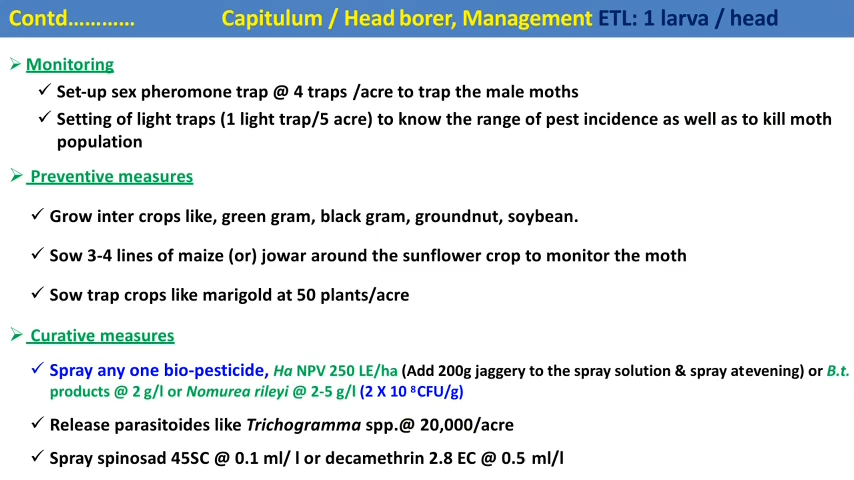 Contd………… Capitulum / Head borer, Management ETL: 1 larva / head
➢ Monitoring
✓ Set-up sex pheromone trap @ 4 traps /acre to trap the male moths
✓ Setting of light traps (1 light trap/5 acre) to know the range of pest incidence as well as to kill moth
population
➢ Preventive measures
✓ Grow inter crops like, green gram, black gram, groundnut, soybean.
✓ Sow 3-4 lines of maize (or) jowar around the sunflower crop to monitor the moth
✓ Sow trap crops like marigold at 50 plants/acre
➢ Curative measures
✓ Spray any one bio-pesticide, Ha NPV 250 LE/ha (Add 200g jaggery to the spray solution & spray atevening) or B.t.
products @ 2 g/l or Nomurea rileyi @ 2-5 g/l (2 X 10 ⁸ CFU/g)
✓ Release parasitoides like Trichogramma spp.@ 20,000/acre
✓ Spray spinosad 45SC @ 0.1 ml/ l or decamethrin 2.8 EC @ 0.5 ml/l